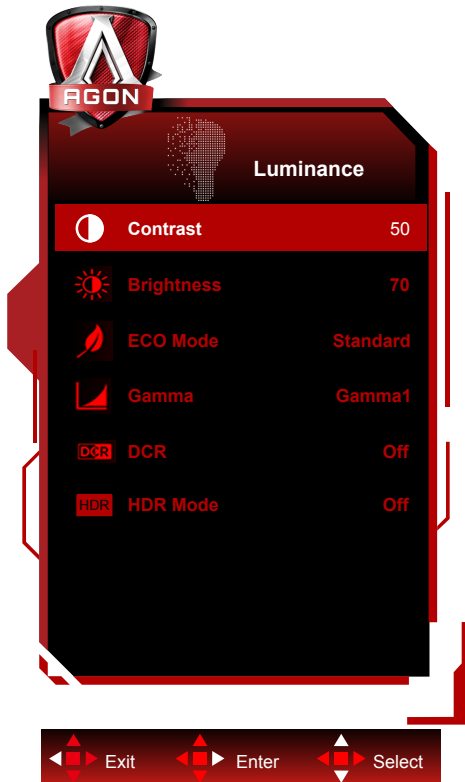 AGON
Luminance
Contrast 50
Brightness 70
ECO Mode Standard
Gamma Gamma1
DCR DCR Off
HDR HDR Mode Off
Exit Enter Select